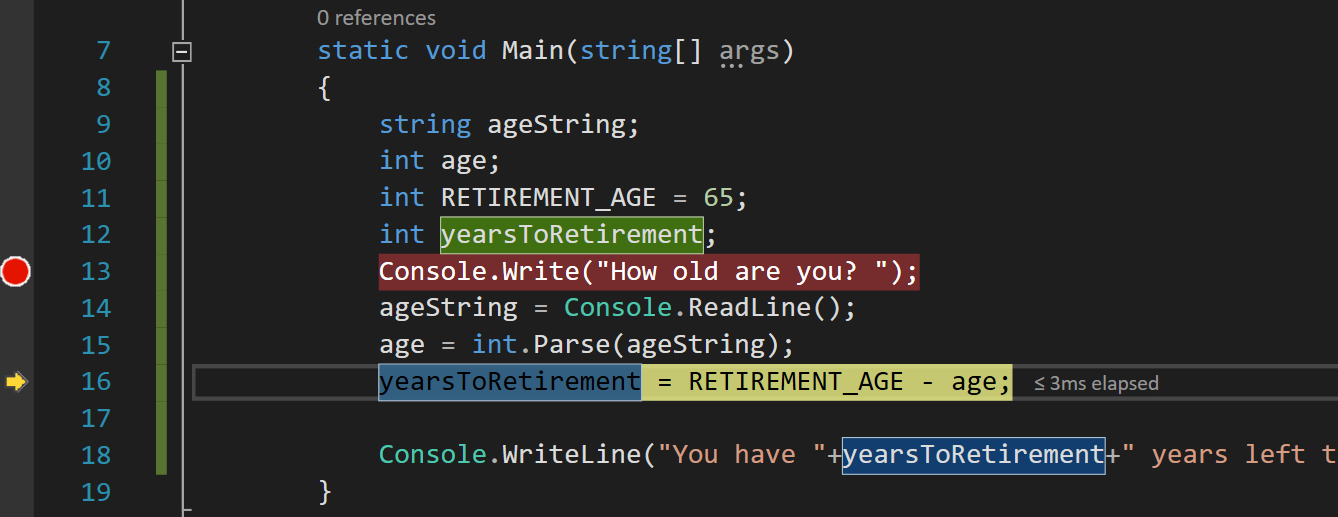 0 references
7 static void Main(string[] args)
8 {
9 string ageString;
10 int age;
11 int RETIREMENT_AGE = 65;
12 int yearsToRetirement;
13 Console.Write("How old are you? ");
14 ageString = Console.ReadLine();
15 age = int.Parse(ageString);
16 yearsToRetirement = RETIREMENT_AGE - age; ≤ 3ms elapsed
17
18 Console.WriteLine("You have "+yearsToRetirement+" years left t
19 }